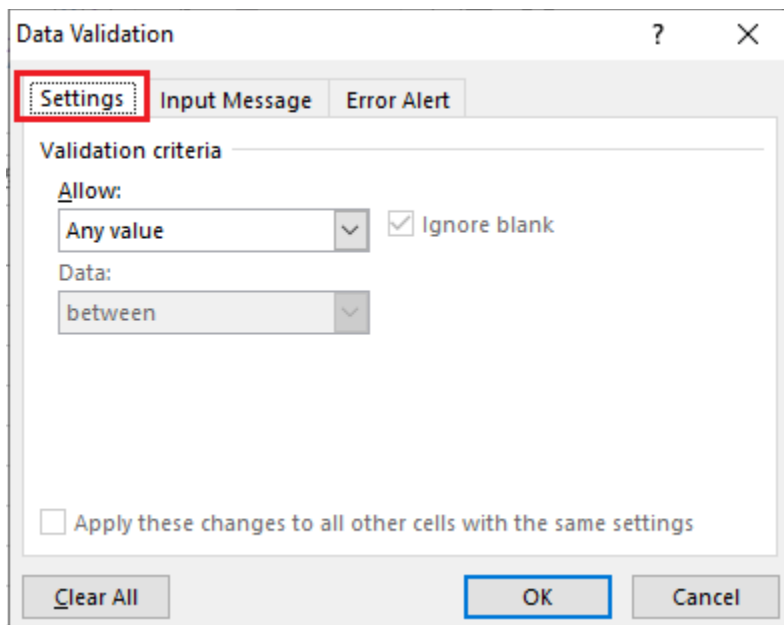 Data Validation ? X
Settings Input Message Error Alert
Validation criteria
Allow:
Any value Ignore blank
Data:
between
Apply these changes to all other cells with the same settings
Clear All OK Cancel